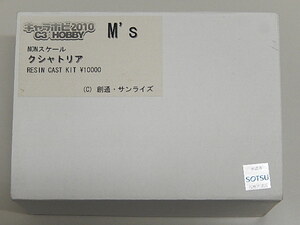 キャラホビ2010
C3×HOBBY
M's
NONスケール
クシャトリア
RESIN CAST KIT ¥10000
(C) 創通・サンライズ
SOTSU